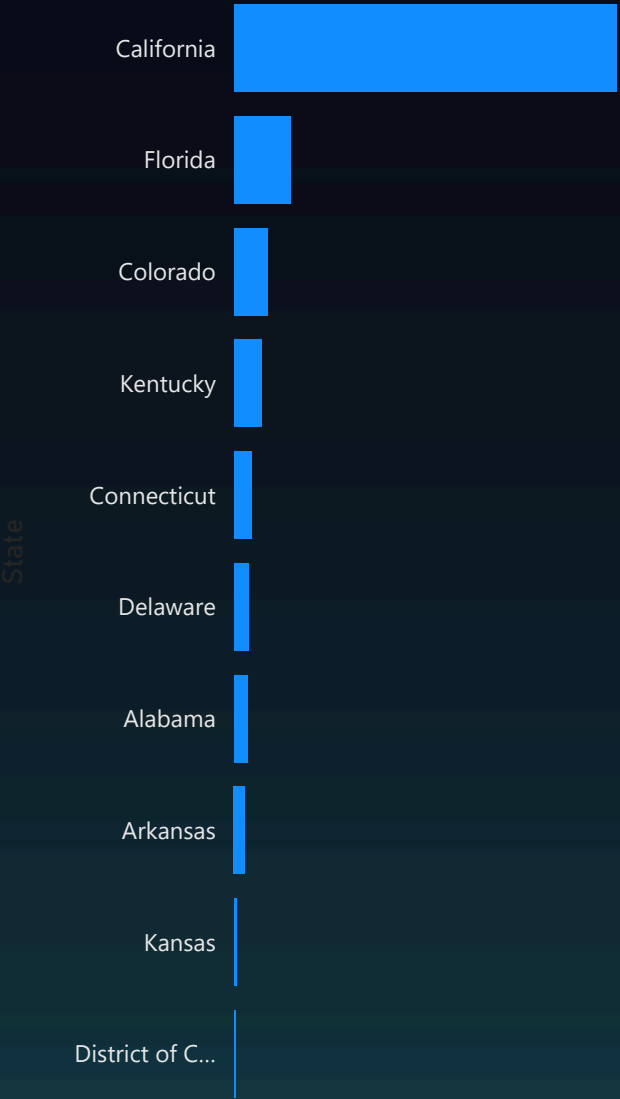 California
Florida
Colorado
Kentucky
Connecticut
State
Delaware
Alabama
Arkansas
Kansas
District of C...